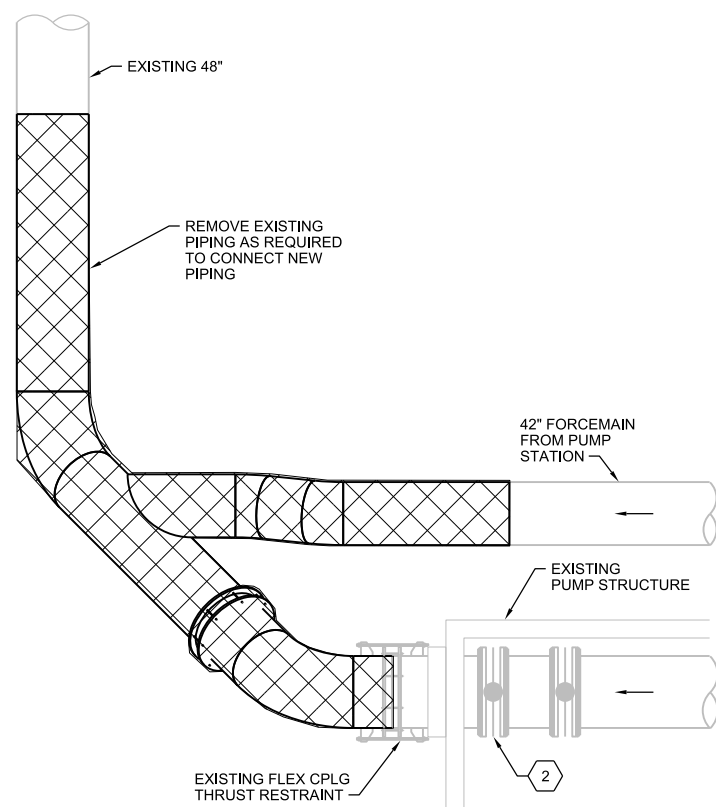 EXISTING 48"
REMOVE EXISTING
PIPING AS REQUIRED
TO CONNECT NEW
PIPING
42" FORCEMAIN
FROM PUMP
STATION
EXISTING
PUMP STRUCTURE
EXISTING FLEX CPLG
THRUST RESTRAINT
2